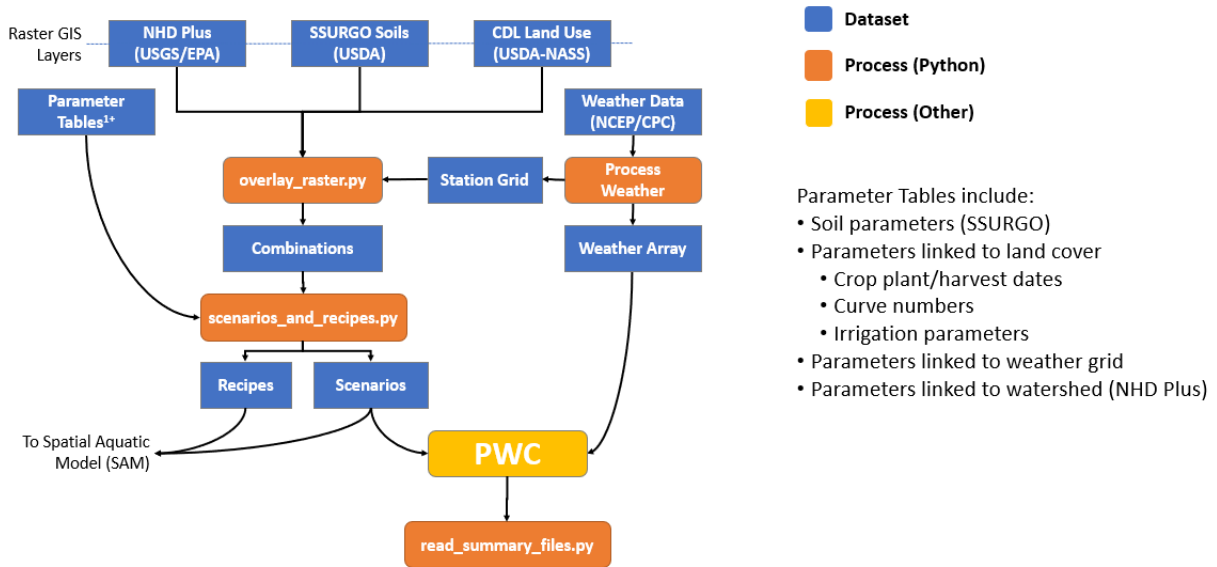 Raster GIS
Layers
NHD Plus
(USGS/EPA)
SSURGO Soils
(USDA)
CDL Land Use
(USDA-NASS)
Parameter
Tables¹⁺
Weather Data
(NCEP/CPC)
overlay_raster.py
Station Grid
Process
Weather
Combinations
Weather Array
scenarios_and_recipes.py
Recipes
Scenarios
To Spatial Aquatic
Model (SAM)
PWC
read_summary_files.py
Dataset
Process (Python)
Process (Other)
Parameter Tables include:
• Soil parameters (SSURGO)
• Parameters linked to land cover
• Crop plant/harvest dates
• Curve numbers
• Irrigation parameters
• Parameters linked to weather grid
• Parameters linked to watershed (NHD Plus)